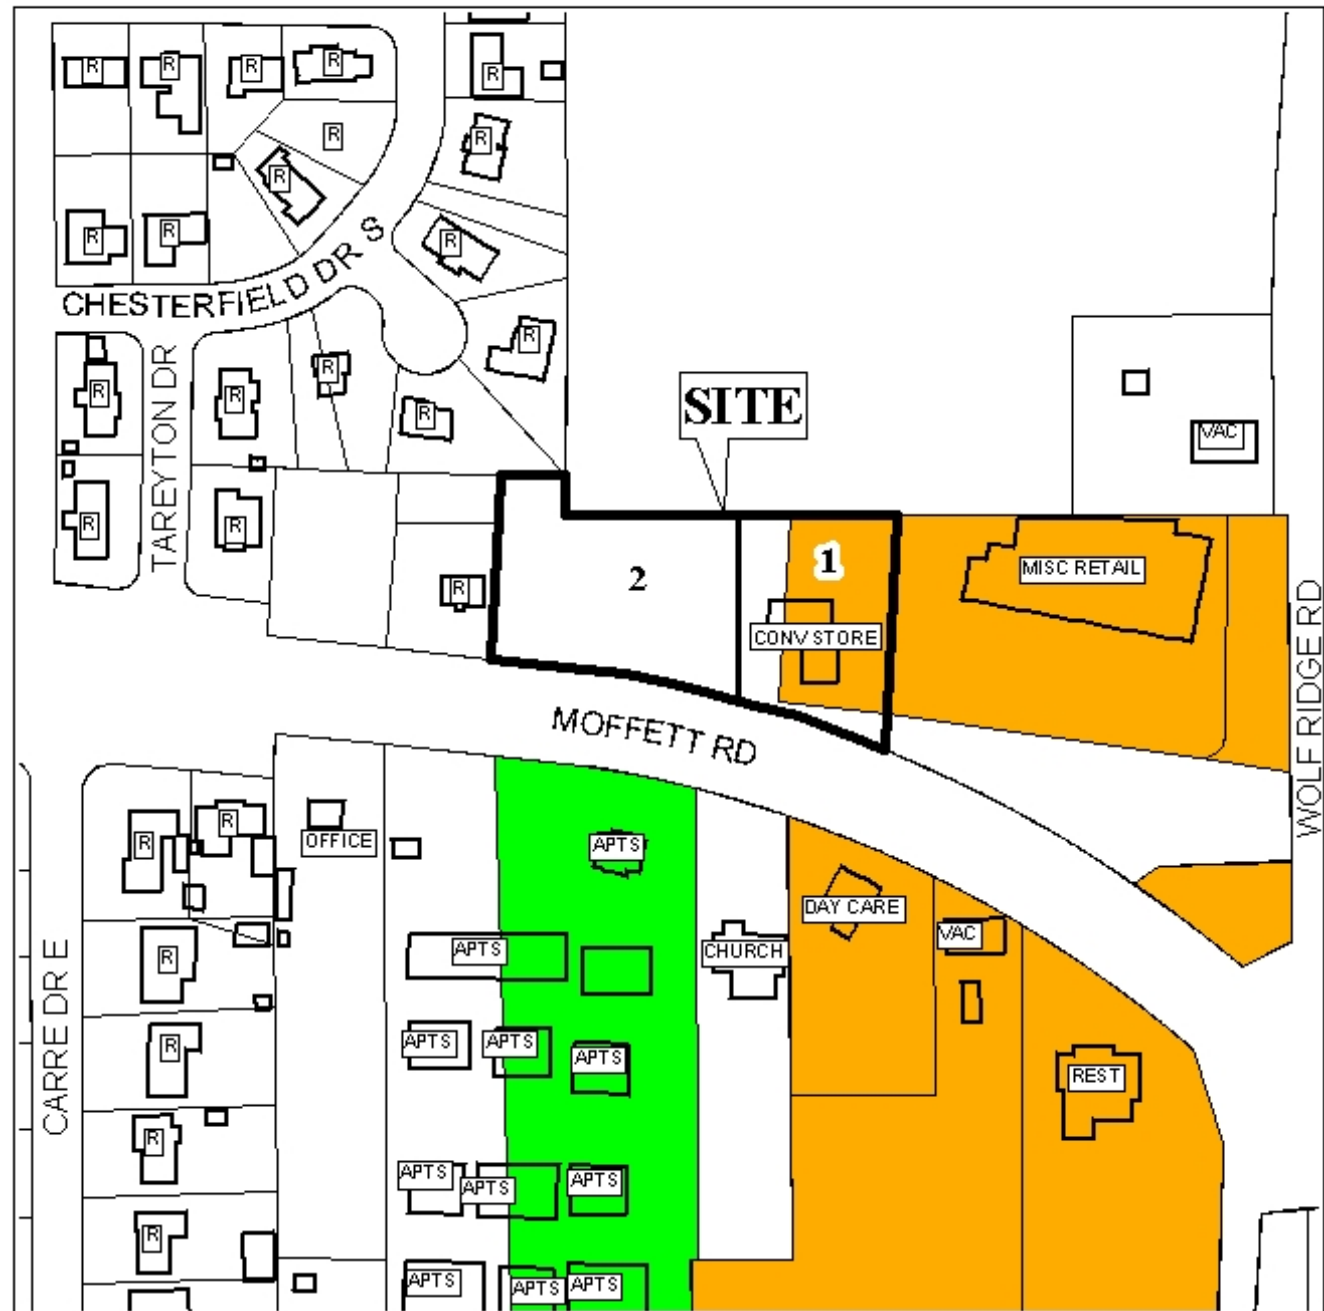 R
R
R
R
R
R
R
R
R
R
R
CHESTERFIELD DR S
R
R
R
R
R
TAREYTON DR
R
R
R
SITE
VAC
1
2
MISC RETAIL
CONV STORE
WOLF RIDGE RD
MOFFETT RD
R
R
OFFICE
APTS
DAY CARE
VAC
CHURCH
APTS
R
CARRE DR E
R
APTS
APTS
APTS
REST
R
APTS
APTS
APTS
R
APTS
APTS
APTS